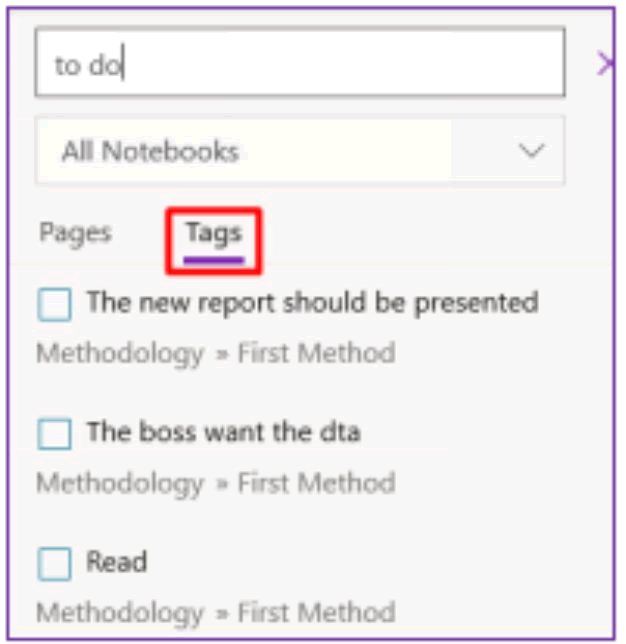 to do
All Notebooks
Pages Tags
The new report should be presented
Methodology » First Method
The boss want the dta
Methodology » First Method
Read
Methodology » First Method